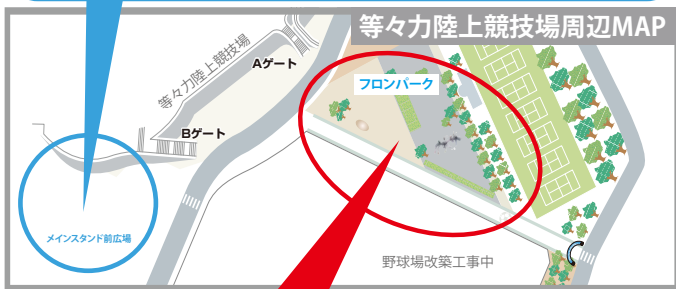 等々力陸上競技場周辺MAP
等々力陸上競技場
Aゲート
フロンパーク
Bゲート
メインスタンド前広場
野球場改築工事中